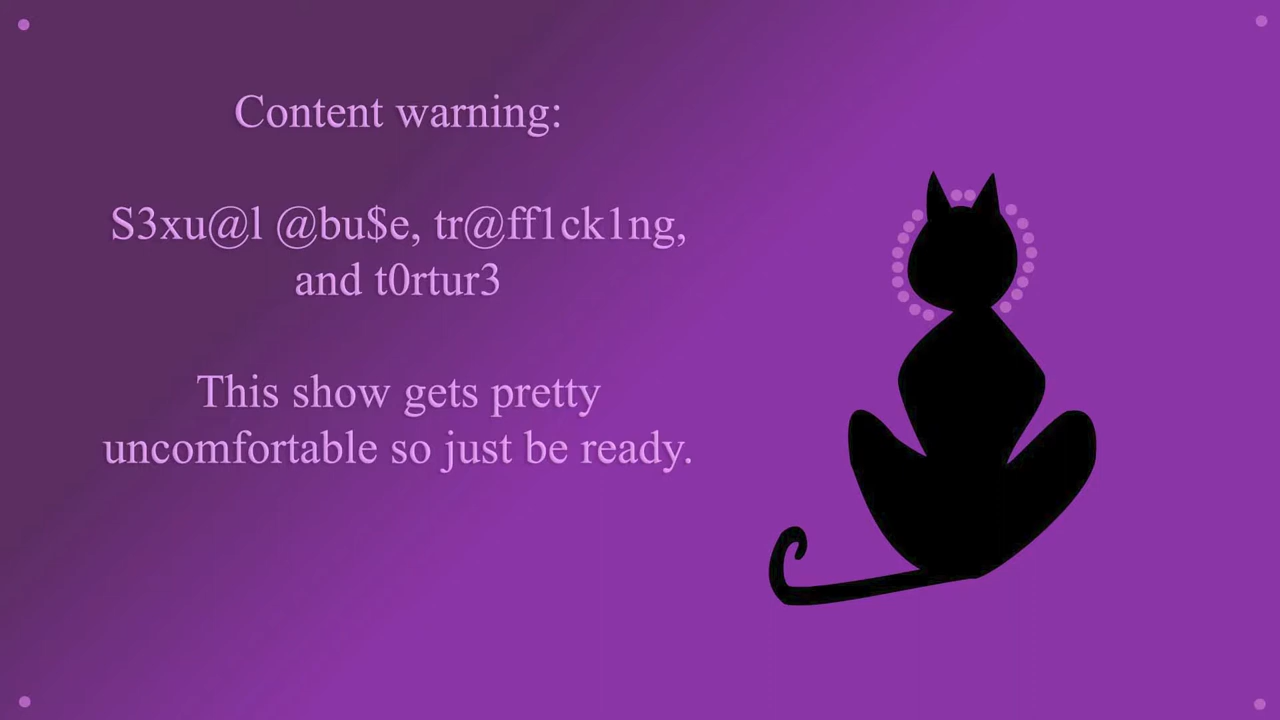 Content warning:
S3xu@l @bu$e, tr@ff1ck1ng,
and t0rtur3
This show gets pretty
uncomfortable so just be ready.